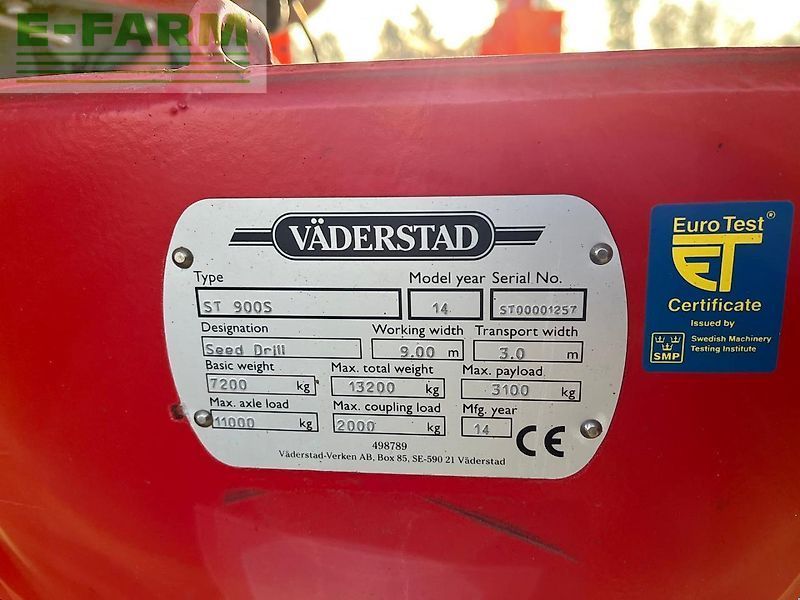 E-FARM
VÄDERSTAD
Type
Model year
Serial No.
ST 900S
14
ST00001257
Designation
Working width
Transport width
Seed Drill
9.00 m
3.0 m
Basic weight
Max. total weight
Max. payload
7200 kg
13200 kg
3100 kg
Max. axle load
Max. coupling load
Mfg. year
11000 kg
2000 kg
14
CE
498789
Väderstad-Verken AB, Box 85, SE-590 21 Väderstad
Euro Test®
ET
Certificate
Issued by
SMP
Swedish Machinery
Testing Institute